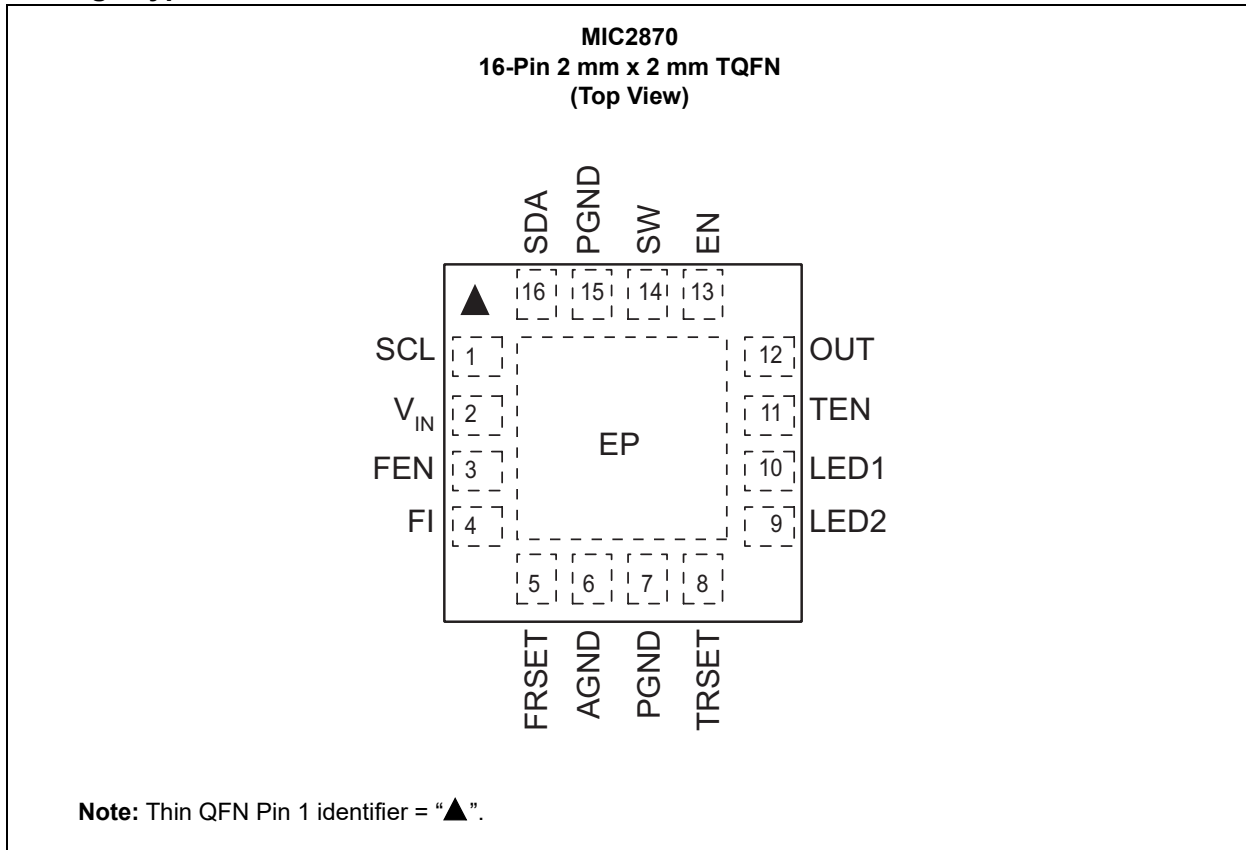 MIC2870
16-Pin 2 mm x 2 mm TQFN
(Top View)
SDA
PGND
SW
EN
16 15 14 13
SCL 1
VIN 2
FEN 3
FI 4
EP
12 OUT
11 TEN
10 LED1
9 LED2
5 6 7 8
FRSET
AGND
PGND
TRSET
Note: Thin QFN Pin 1 identifier = “▲”.